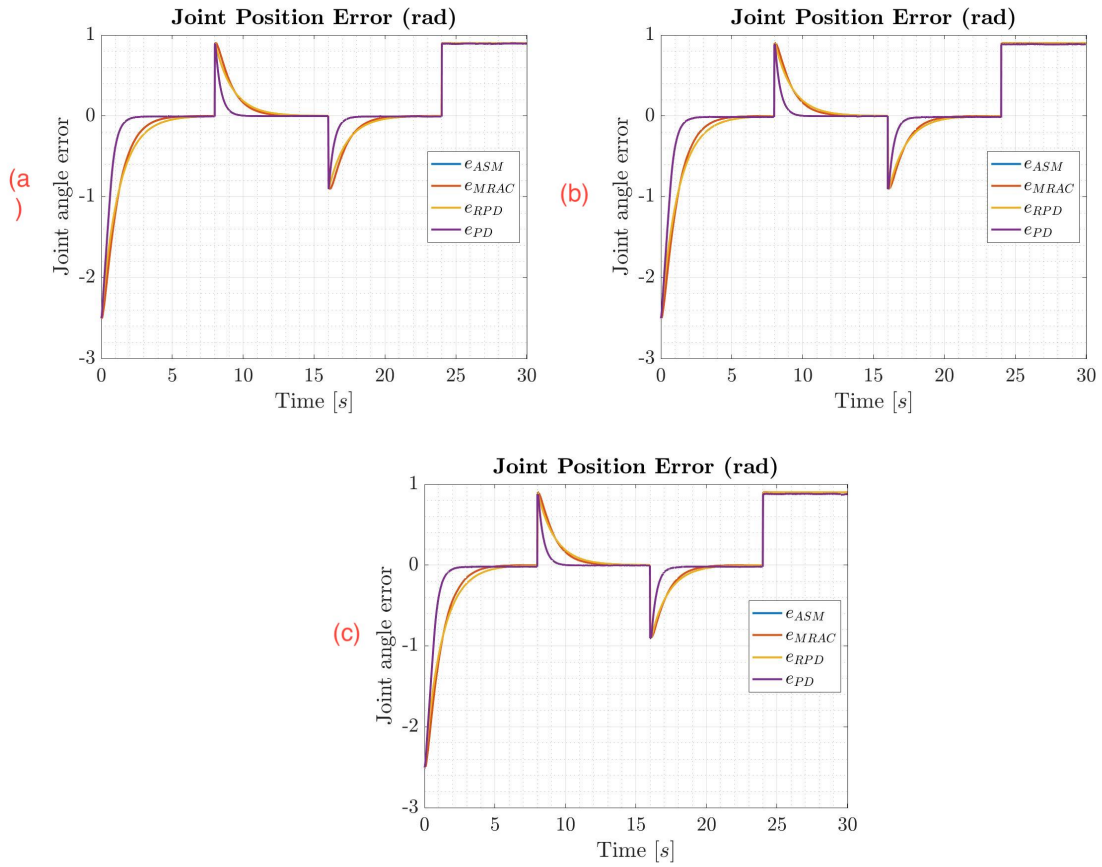 Joint Position Error (rad)
1
0
-1
-2
-3
Joint angle error
(a
)
e_ASM
e_MRAC
e_RPD
e_PD
0 5 10 15 20 25 30
Time [s]
Joint Position Error (rad)
1
0
-1
-2
-3
Joint angle error
(b)
e_ASM
e_MRAC
e_RPD
e_PD
0 5 10 15 20 25 30
Time [s]
Joint Position Error (rad)
1
0
-1
-2
-3
Joint angle error
(c)
e_ASM
e_MRAC
e_RPD
e_PD
0 5 10 15 20 25 30
Time [s]